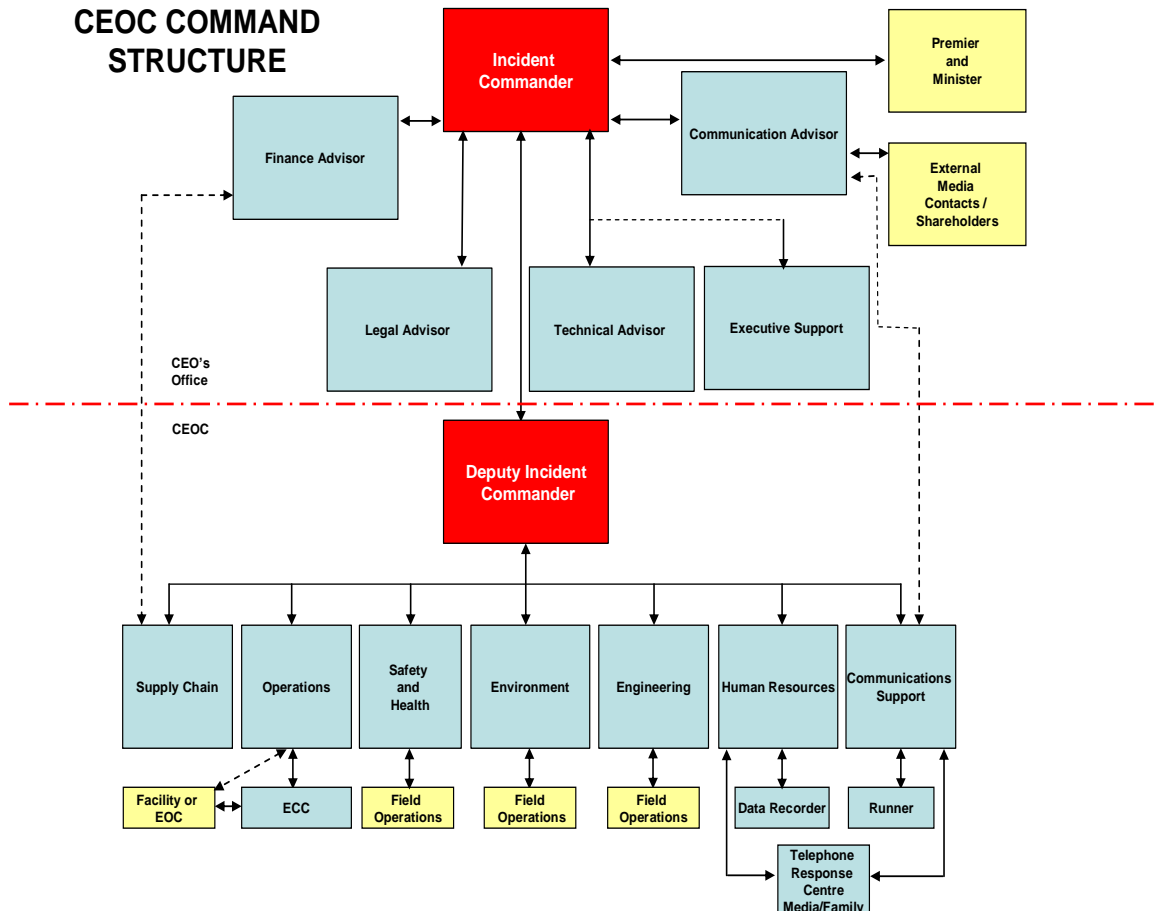 CEOC COMMAND
STRUCTURE
Incident
Commander
Premier
and
Minister
Finance Advisor
Communication Advisor
External
Media
Contacts /
Shareholders
Legal Advisor
Technical Advisor
Executive Support
CEO's
Office
CEOC
Deputy Incident
Commander
Supply Chain
Operations
Safety
and
Health
Environment
Engineering
Human Resources
Communications
Support
Facility or
EOC
ECC
Field
Operations
Field
Operations
Field
Operations
Data Recorder
Runner
Telephone
Response
Centre
Media/Family